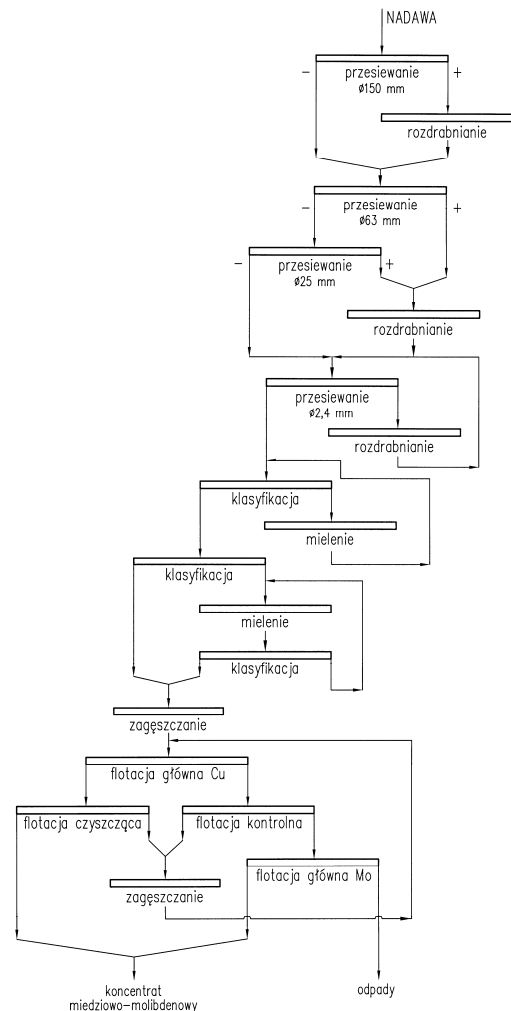 NADAWA
- +
przesiewanie
ø150 mm
rozdrabnianie
- +
przesiewanie
ø63 mm
- +
przesiewanie
ø25 mm
rozdrabnianie
przesiewanie
ø2,4 mm
rozdrabnianie
klasyfikacja
mielenie
klasyfikacja
mielenie
klasyfikacja
zagęszczanie
flotacja główna Cu
flotacja czyszcząca
flotacja kontrolna
flotacja główna Mo
zagęszczanie
koncentrat
miedziowo-molibdenowy
odpady